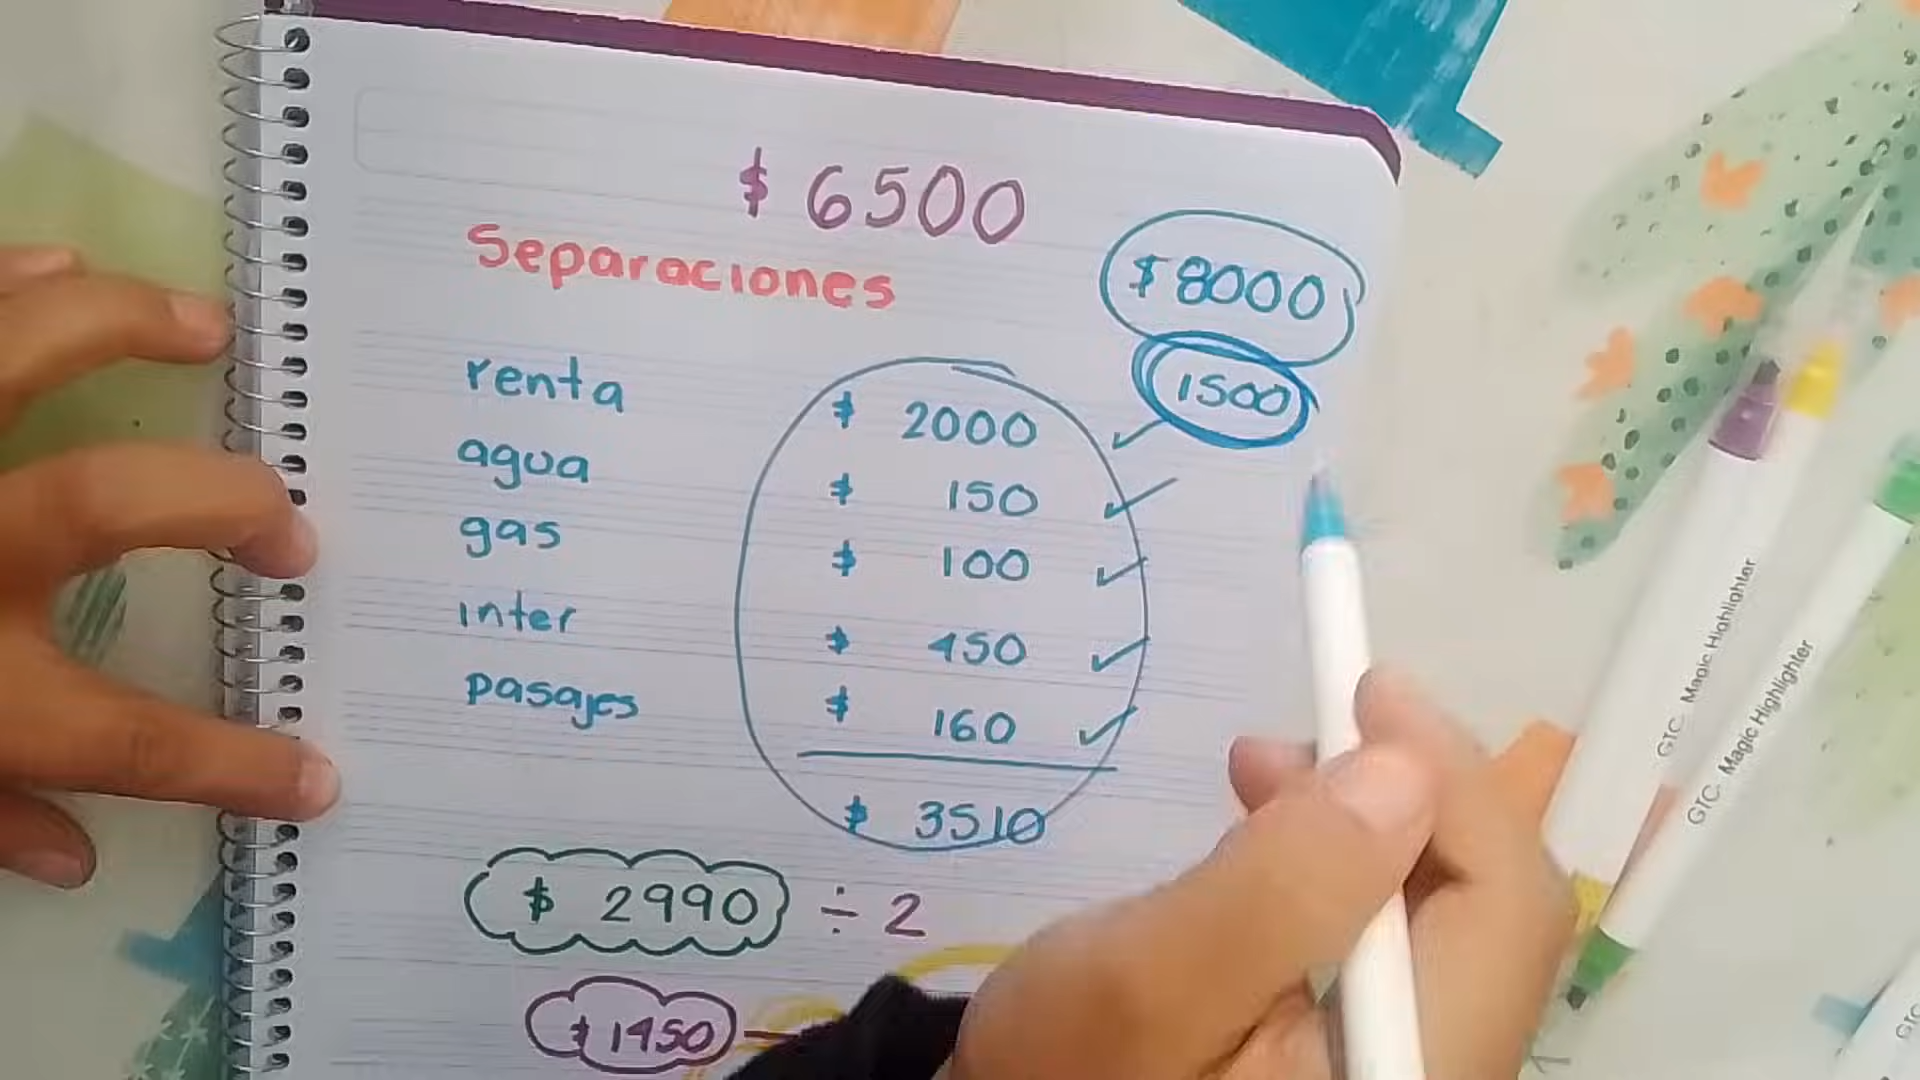 $ 6500
Separaciones
$ 8000
1500
renta $ 2000
agua $ 150
gas $ 100
inter $ 450
pasajes $ 160
$ 3510
$ 2990 ÷ 2
$ 1450
GTC. Magic Highlighter
GTC. Magic Highlighter
GTC